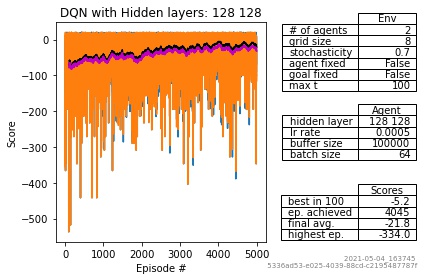 DQN with Hidden layers: 128 128
Score
0
−100
−200
−300
−400
−500
0 1000 2000 3000 4000 5000
Episode #
Env
# of agents 2
grid size 8
stochasticity 0.7
agent fixed False
goal fixed False
max t 100
Agent
hidden layer 128 128
lr rate 0.0005
buffer size 100000
batch size 64
Scores
best in 100 -5.2
ep. achieved 4045
final avg. -21.8
highest ep. -334.0
2021-05-04_163745
5336ad53-e025-4039-88cd-c2195487787f